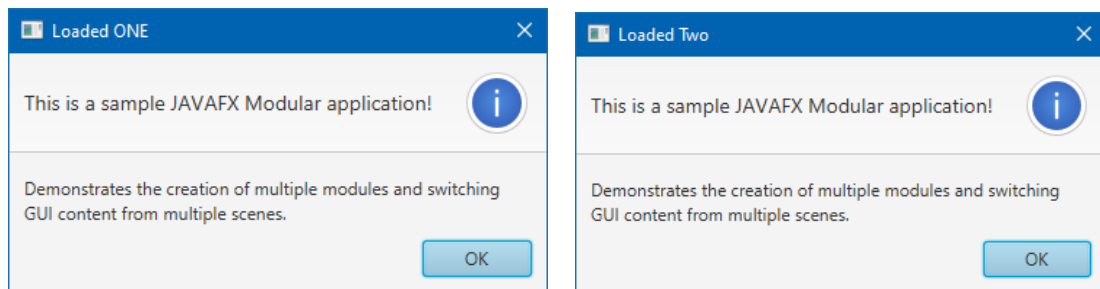 Loaded ONE
This is a sample JAVAFX Modular application!
i
Demonstrates the creation of multiple modules and switching
GUI content from multiple scenes.
OK
Loaded Two
This is a sample JAVAFX Modular application!
i
Demonstrates the creation of multiple modules and switching
GUI content from multiple scenes.
OK